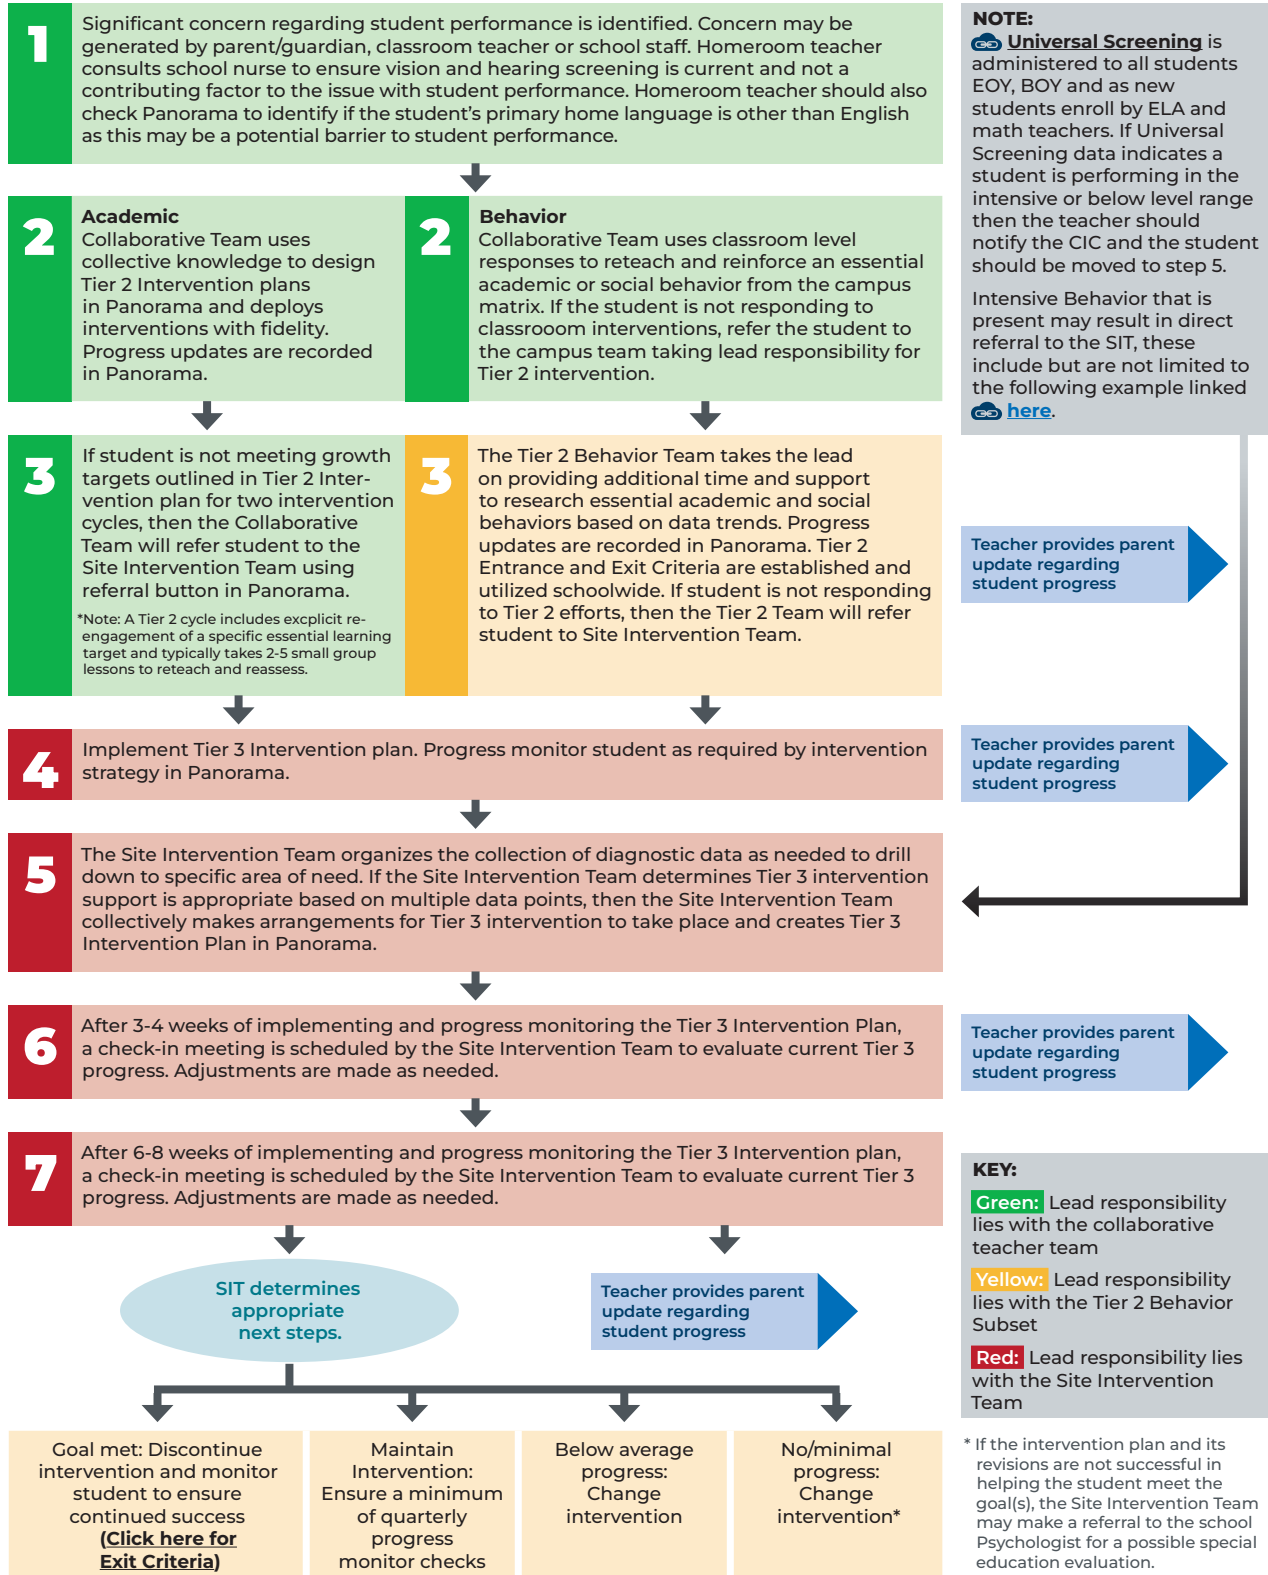 1
Significant concern regarding student performance is identified. Concern may be
generated by parent/guardian, classroom teacher or school staff. Homeroom teacher
consults school nurse to ensure vision and hearing screening is current and not a
contributing factor to the issue with student performance. Homeroom teacher should also
check Panorama to identify if the student's primary home language is other than English
as this may be a potential barrier to student performance.
2
Academic
Collaborative Team uses
collective knowledge to design
Tier 2 Intervention plans
in Panorama and deploys
interventions with fidelity.
Progress updates are recorded
in Panorama.
2
Behavior
Collaborative Team uses classroom level
responses to reteach and reinforce an essential
academic or social behavior from the campus
matrix. If the student is not responding to
classrooom interventions, refer the student to
the campus team taking lead responsibility for
Tier 2 intervention.
3
If student is not meeting growth
targets outlined in Tier 2 Inter-
vention plan for two intervention
cycles, then the Collaborative
Team will refer student to the
Site Intervention Team using
referral button in Panorama.
*Note: A Tier 2 cycle includes excplicit re-
engagement of a specific essential learning
target and typically takes 2-5 small group
lessons to reteach and reassess.
3
The Tier 2 Behavior Team takes the lead
on providing additional time and support
to research essential academic and social
behaviors based on data trends. Progress
updates are recorded in Panorama. Tier 2
Entrance and Exit Criteria are established and
utilized schoolwide. If student is not responding
to Tier 2 efforts, then the Tier 2 Team will refer
student to Site Intervention Team.
4
Implement Tier 3 Intervention plan. Progress monitor student as required by intervention
strategy in Panorama.
5
The Site Intervention Team organizes the collection of diagnostic data as needed to drill
down to specific area of need. If the Site Intervention Team determines Tier 3 intervention
support is appropriate based on multiple data points, then the Site Intervention Team
collectively makes arrangements for Tier 3 intervention to take place and creates Tier 3
Intervention Plan in Panorama.
6
After 3-4 weeks of implementing and progress monitoring the Tier 3 Intervention Plan,
a check-in meeting is scheduled by the Site Intervention Team to evaluate current Tier 3
progress. Adjustments are made as needed.
7
After 6-8 weeks of implementing and progress monitoring the Tier 3 Intervention plan,
a check-in meeting is scheduled by the Site Intervention Team to evaluate current Tier 3
progress. Adjustments are made as needed.
SIT determines
appropriate
next steps.
Teacher provides parent
update regarding
student progress
Goal met: Discontinue
intervention and monitor
student to ensure
continued success
(Click here for
Exit Criteria)
Maintain
Intervention:
Ensure a minimum
of quarterly
progress
monitor checks
Below average
progress:
Change
intervention
No/minimal
progress:
Change
intervention*
NOTE:
Universal Screening is
administered to all students
EOY, BOY and as new
students enroll by ELA and
math teachers. If Universal
Screening data indicates a
student is performing in the
intensive or below level range
then the teacher should
notify the CIC and the student
should be moved to step 5.
Intensive Behavior that is
present may result in direct
referral to the SIT, these
include but are not limited to
the following example linked
here.
Teacher provides parent
update regarding
student progress
Teacher provides parent
update regarding
student progress
Teacher provides parent
update regarding
student progress
KEY:
Green: Lead responsibility
lies with the collaborative
teacher team
Yellow: Lead responsibility
lies with the Tier 2 Behavior
Subset
Red: Lead responsibility lies
with the Site Intervention
Team
* If the intervention plan and its
revisions are not successful in
helping the student meet the
goal(s), the Site Intervention Team
may make a referral to the school
Psychologist for a possible special
education evaluation.